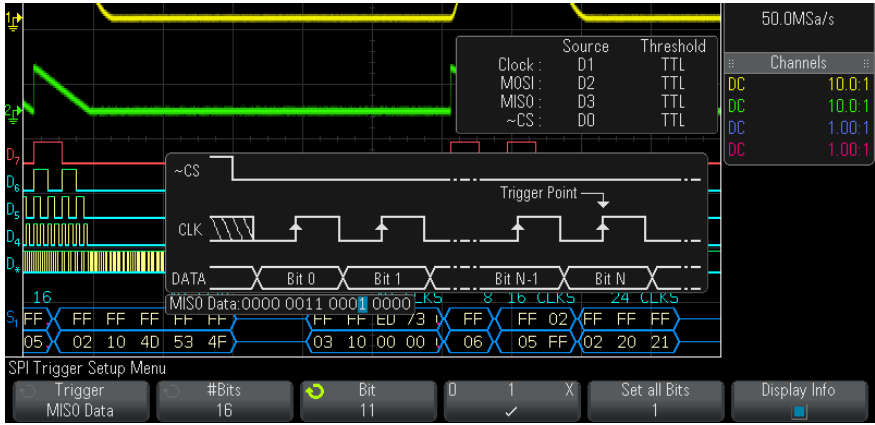 50.0MSa/s
Channels
DC 10.0:1
DC 10.0:1
DC 1.00:1
DC 1.00:1
Source Threshold
Clock : D1 TTL
MOSI : D2 TTL
MISO : D3 TTL
~CS : D0 TTL
1
2
D7
D6
D5
D4
D*
~CS
Trigger Point
CLK
DATA Bit 0 Bit 1 Bit N-1 Bit N
16 CLKS 8 16 CLKS 24 CLKS
MISO Data:0000 0011 0001 0000
S1 FF FF FF FF FF FF FF FF ED 73 FF FF 02 FF FF FF
05 02 10 4D 53 4F 03 10 00 00 06 05 FF 02 20 21
SPI Trigger Setup Menu
Trigger #Bits Bit 0 1 X Set all Bits Display Info
MISO Data 16 11 ✓ 1